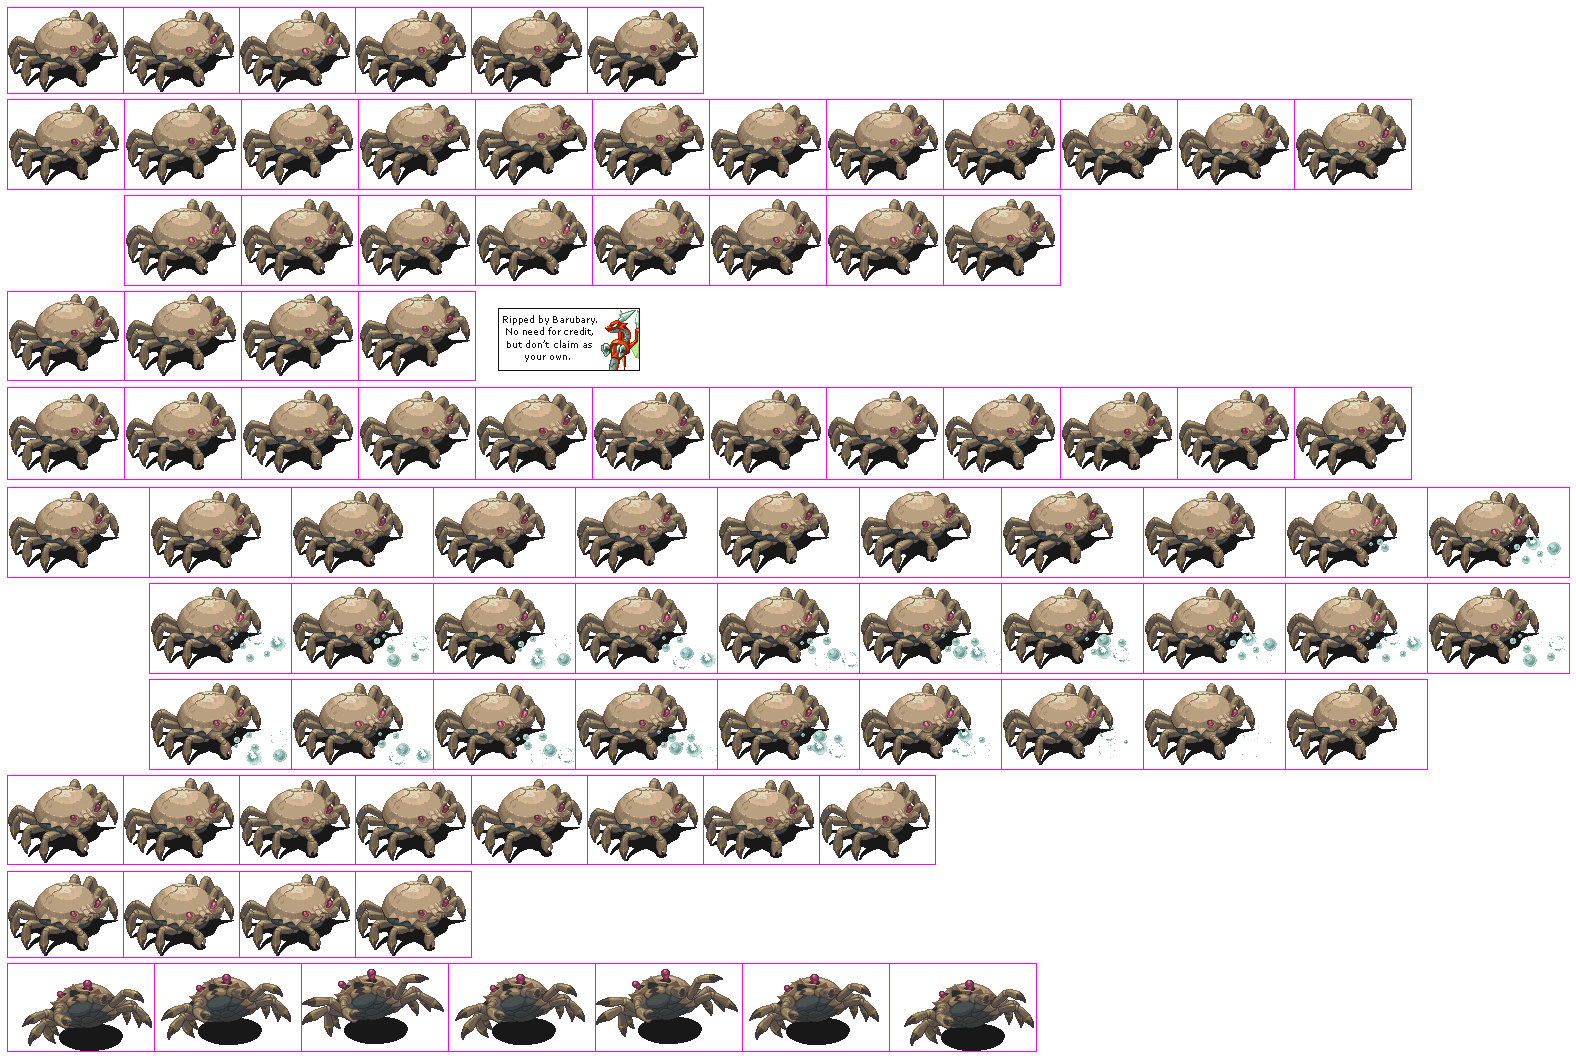 Ripped by Barubary.
No need for credit,
but don't claim as
your own.